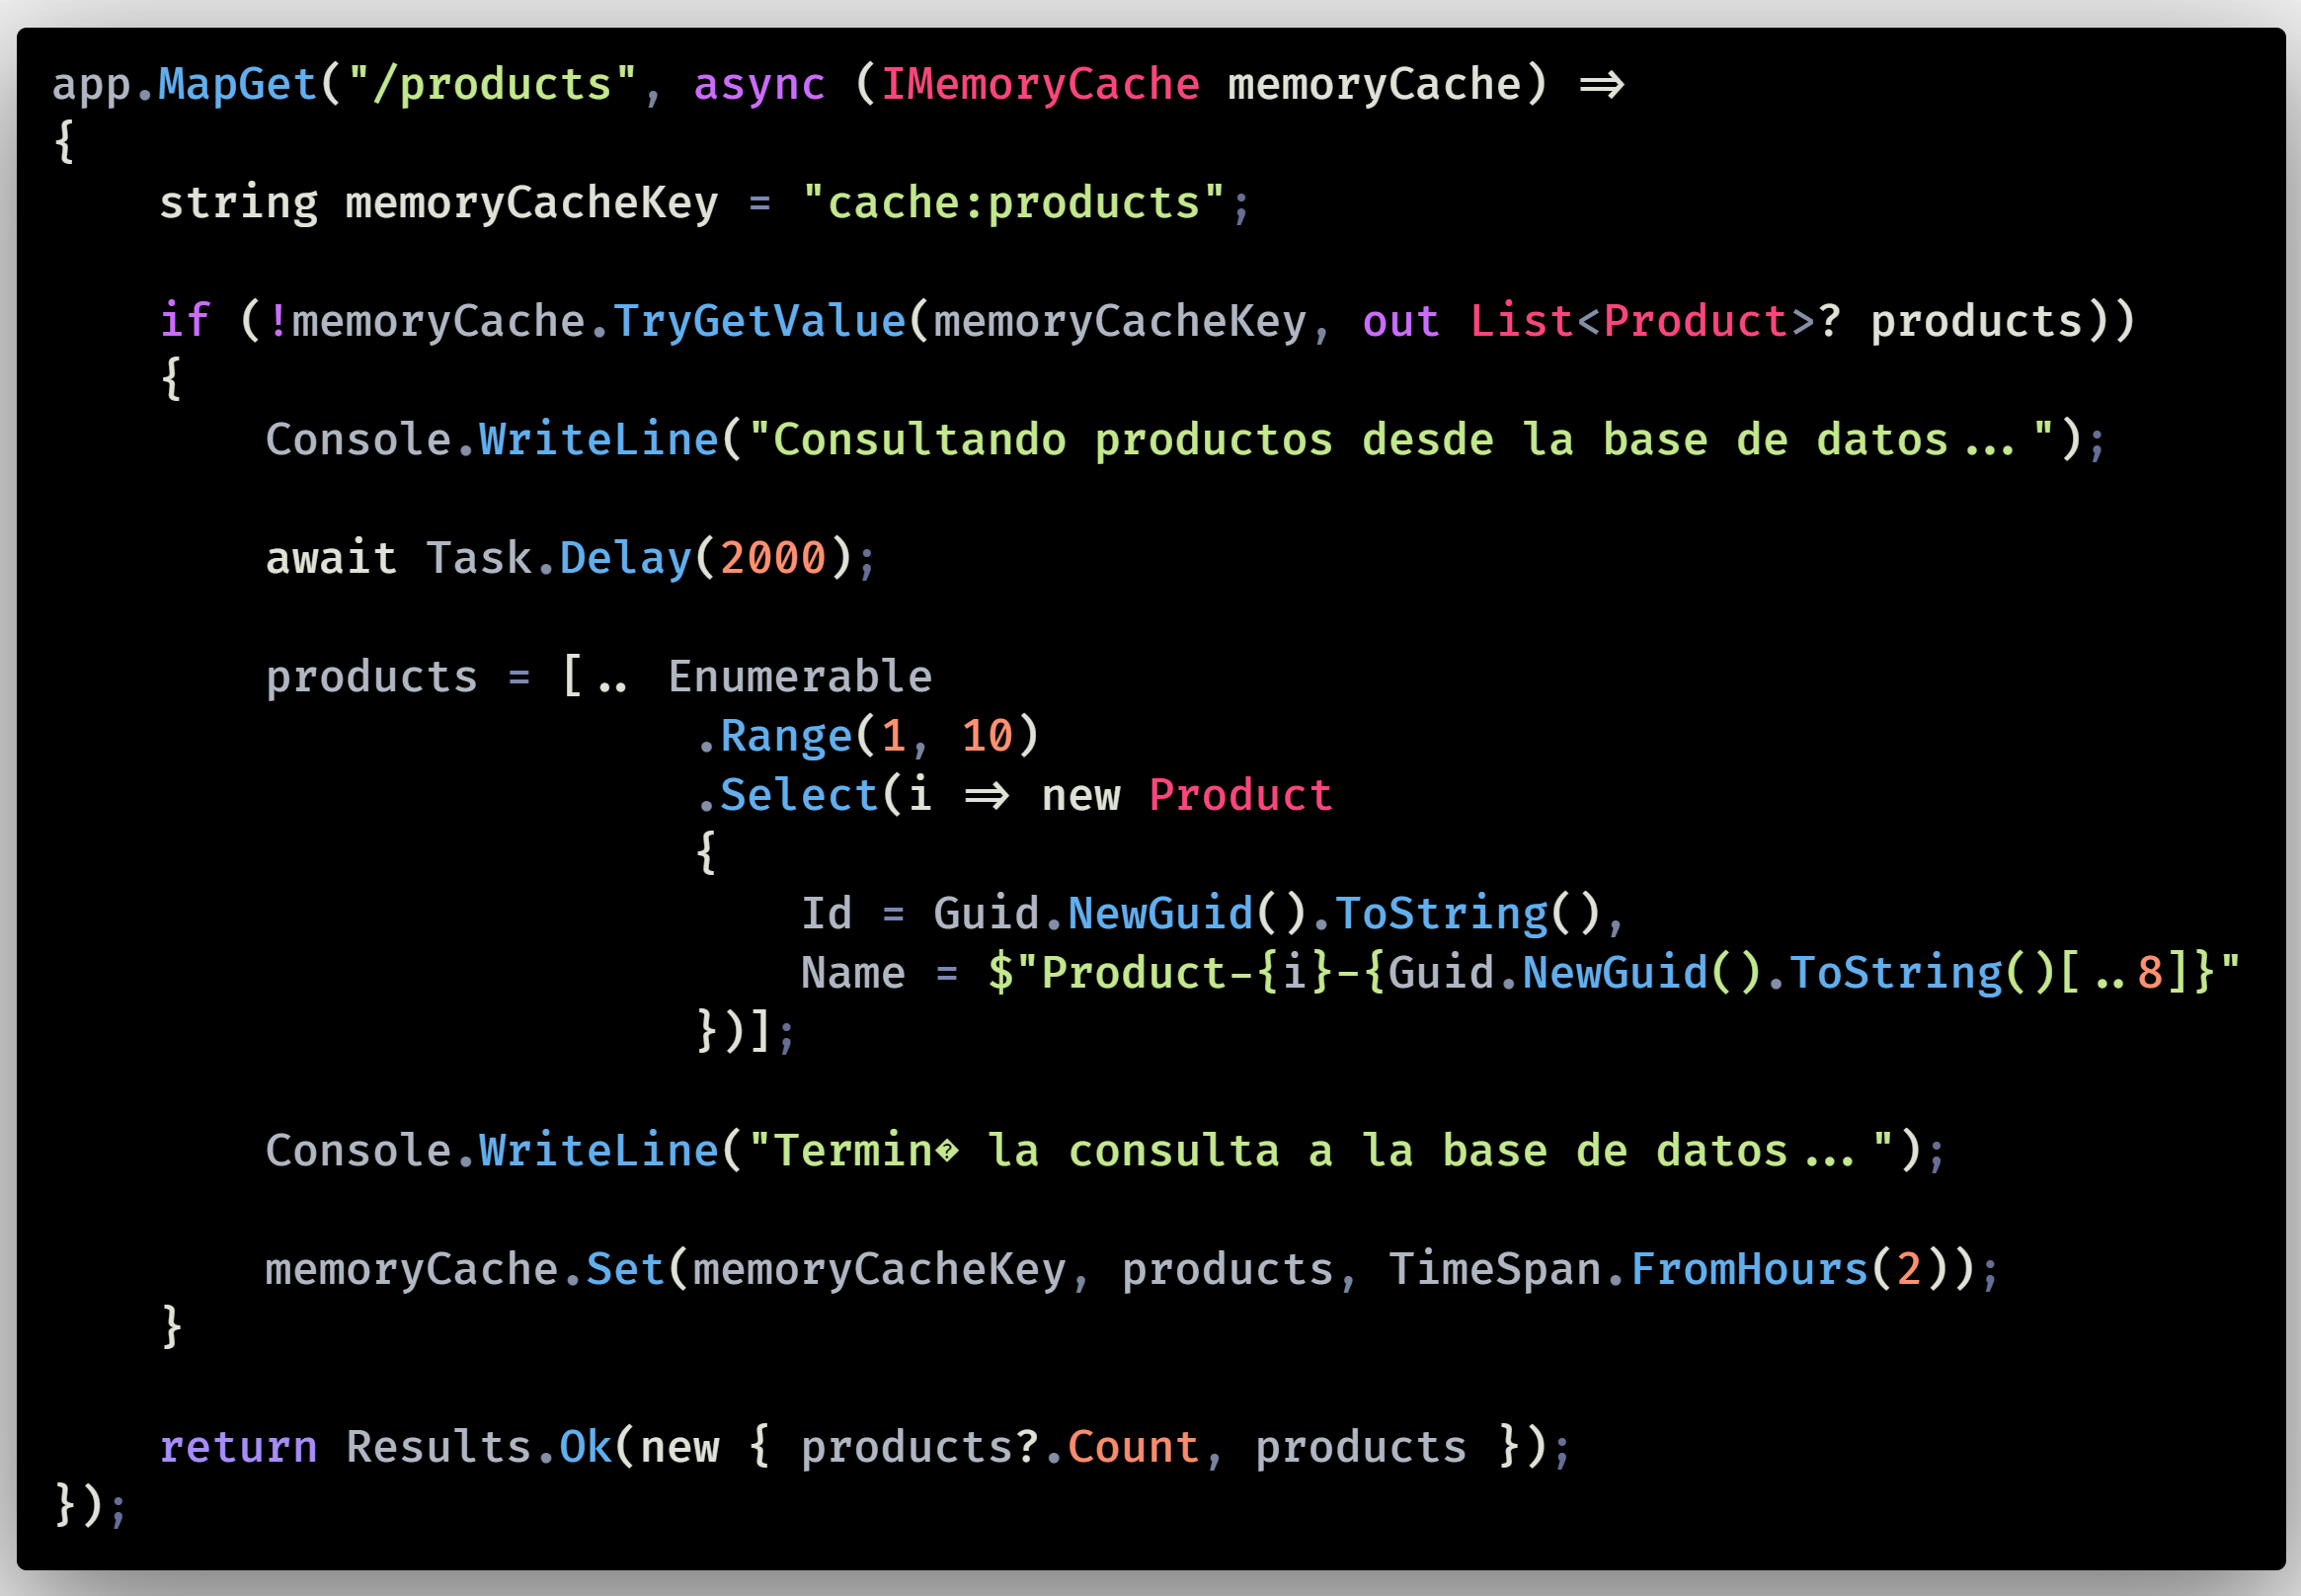 app.MapGet("/products", async (IMemoryCache memoryCache) =>
{
    string memoryCacheKey = "cache:products";

    if (!memoryCache.TryGetValue(memoryCacheKey, out List<Product>? products))
    {
        Console.WriteLine("Consultando productos desde la base de datos...");

        await Task.Delay(2000);

        products = [.. Enumerable
                        .Range(1, 10)
                        .Select(i => new Product
                        {
                            Id = Guid.NewGuid().ToString(),
                            Name = $"Product-{i}-{Guid.NewGuid().ToString()[..8]}"
                        })];

        Console.WriteLine("Termin� la consulta a la base de datos...");

        memoryCache.Set(memoryCacheKey, products, TimeSpan.FromHours(2));
    }

    return Results.Ok(new { products?.Count, products });
});